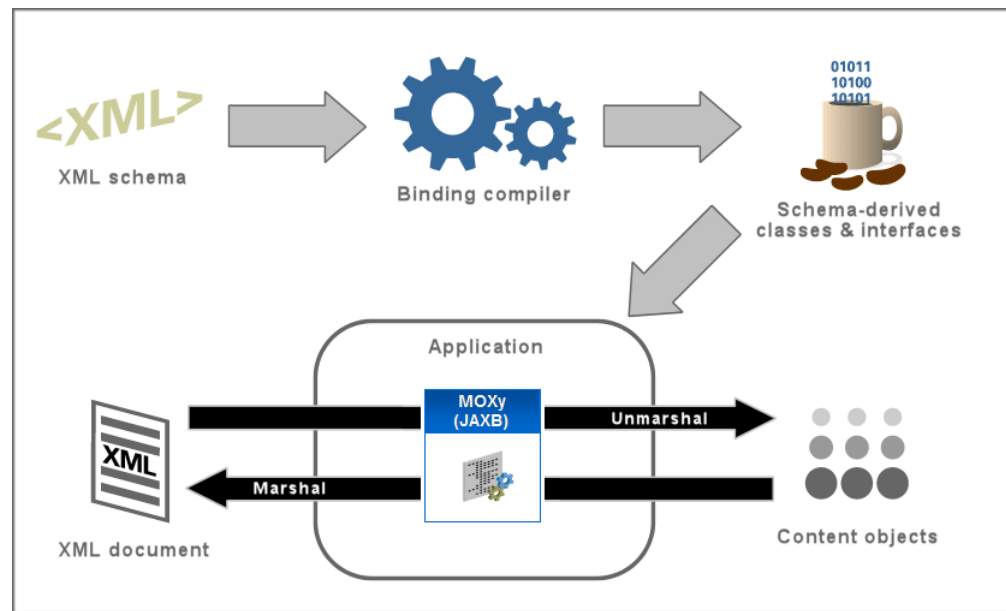 <XML>
XML schema
Binding compiler
01011
10100
10101
Schema-derived
classes & interfaces
Application
MOXy
(JAXB)
Unmarshal
XML
Marshal
XML document
Content objects